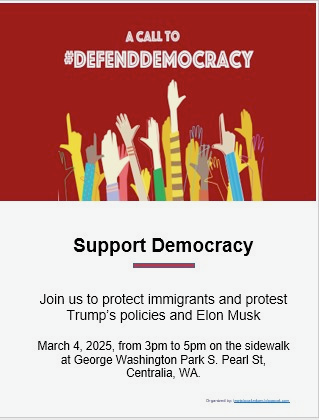 A CALL TO
#DEFENDDEMOCRACY
Support Democracy
Join us to protect immigrants and protest
Trump's policies and Elon Musk
March 4, 2025, from 3pm to 5pm on the sidewalk
at George Washington Park S. Pearl St,
Centralia, WA.
Organized by: